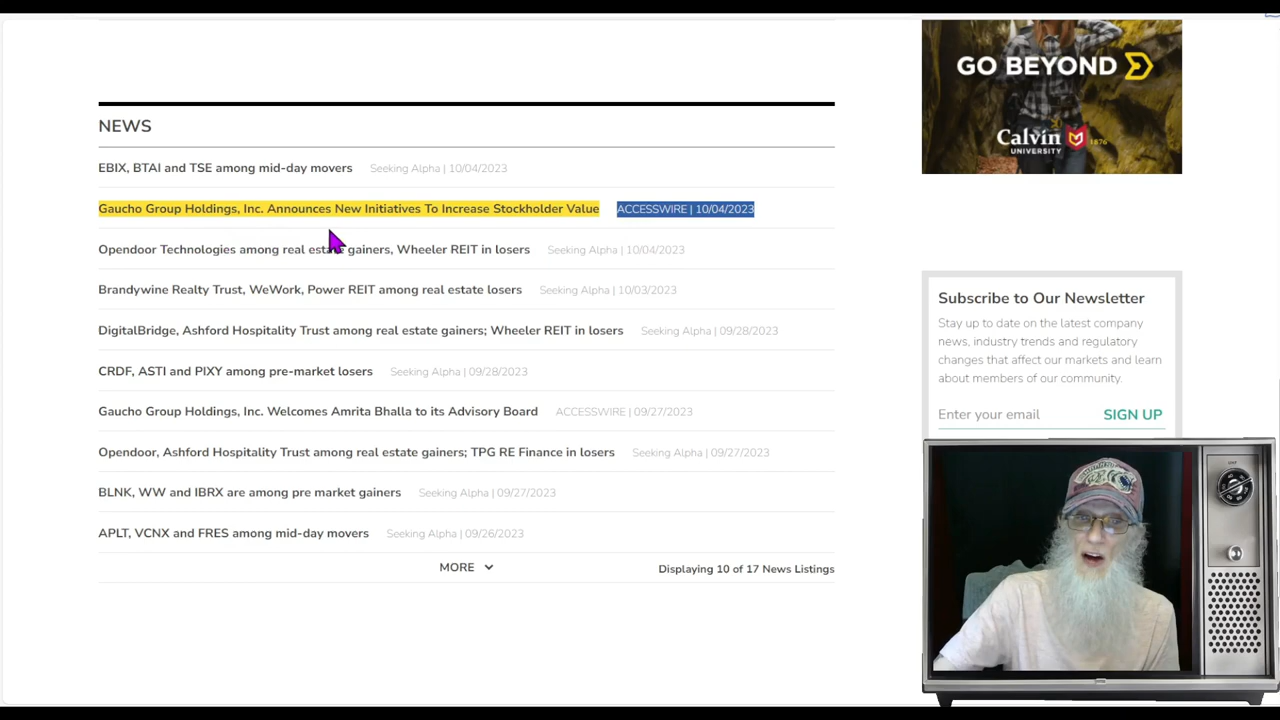 GO BEYOND
Calvin
UNIVERSITY
1876
NEWS
EBIX, BTAI and TSE among mid-day movers Seeking Alpha | 10/04/2023
Gaucho Group Holdings, Inc. Announces New Initiatives To Increase Stockholder Value ACCESSWIRE | 10/04/2023
Opendoor Technologies among real estate gainers, Wheeler REIT in losers Seeking Alpha | 10/04/2023
Brandywine Realty Trust, WeWork, Power REIT among real estate losers Seeking Alpha | 10/03/2023
DigitalBridge, Ashford Hospitality Trust among real estate gainers; Wheeler REIT in losers Seeking Alpha | 09/28/2023
CRDF, ASTI and PIXY among pre-market losers Seeking Alpha | 09/28/2023
Gaucho Group Holdings, Inc. Welcomes Amrita Bhalla to its Advisory Board ACCESSWIRE | 09/27/2023
Opendoor, Ashford Hospitality Trust among real estate gainers; TPG RE Finance in losers Seeking Alpha | 09/27/2023
BLNK, WW and IBRX are among pre market gainers Seeking Alpha | 09/27/2023
APLT, VCNX and FRES among mid-day movers Seeking Alpha | 09/26/2023
MORE Displaying 10 of 17 News Listings
Subscribe to Our Newsletter
Stay up to date on the latest company
news, industry trends and regulatory
changes that affect our markets and learn
about members of our community.
Enter your email SIGN UP